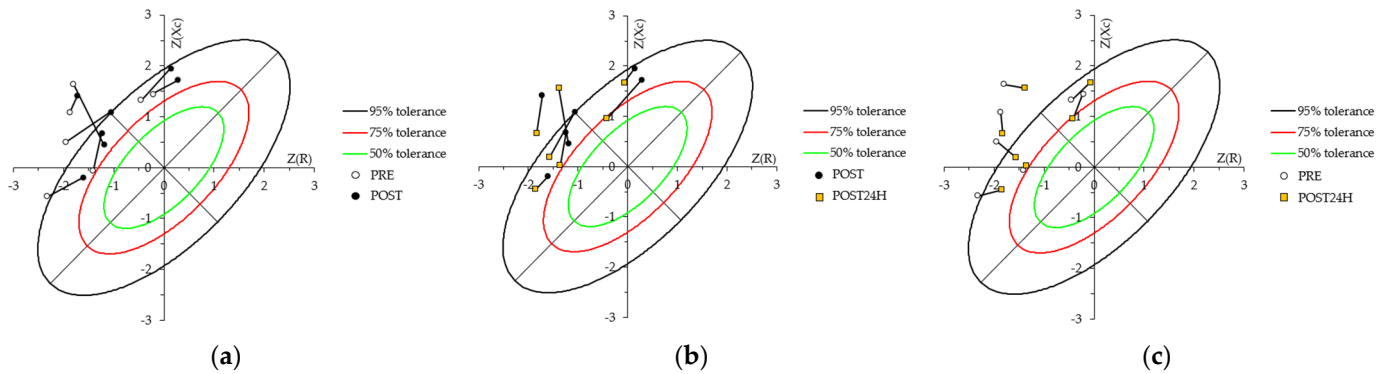 3
2
1
0
-1
-2
-3
-3
-2
-1
0
1
2
3
Z(Xc)
Z(R)
95% tolerance
75% tolerance
50% tolerance
PRE
POST
(a)
3
2
1
0
-1
-2
-3
-3
-2
-1
0
1
2
3
Z(Xc)
Z(R)
95% tolerance
75% tolerance
50% tolerance
POST
POST24H
(b)
3
2
1
0
-1
-2
-3
-3
-2
-1
0
1
2
3
Z(Xc)
Z(R)
95% tolerance
75% tolerance
50% tolerance
PRE
POST24H
(c)